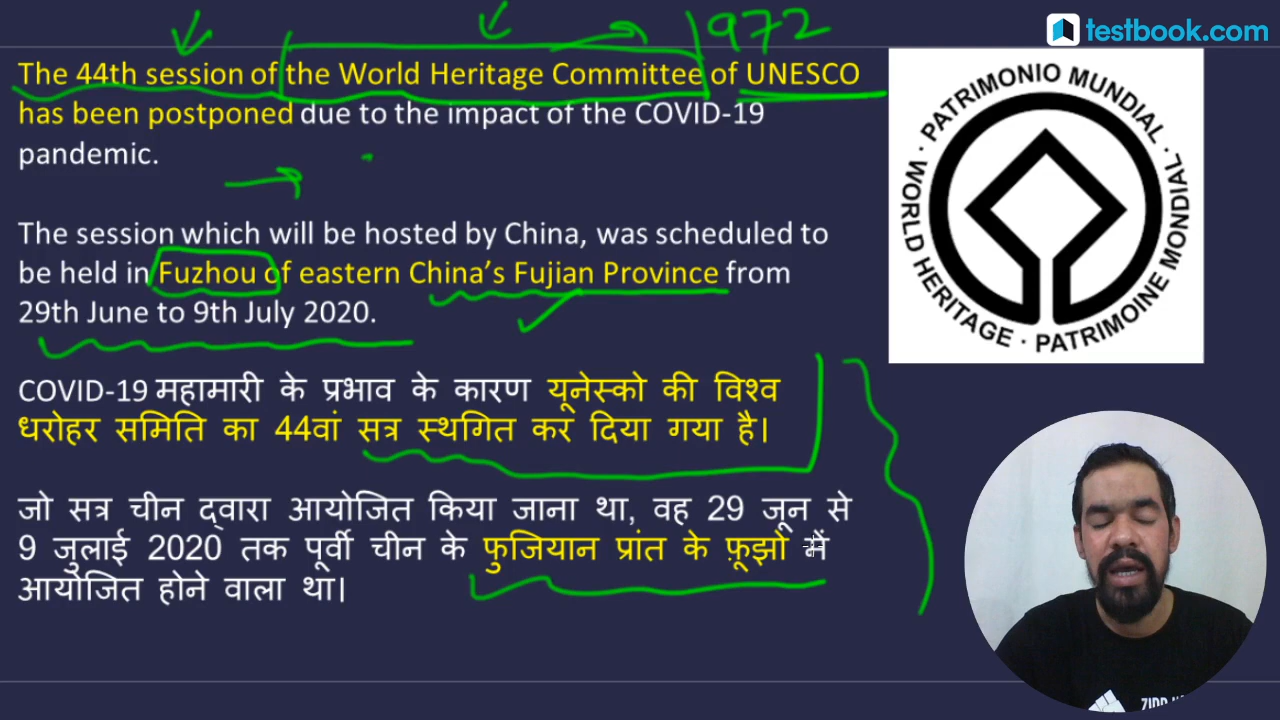 1972
testbook.com
The 44th session of the World Heritage Committee of UNESCO
has been postponed due to the impact of the COVID-19
pandemic.
The session which will be hosted by China, was scheduled to
be held in Fuzhou of eastern China’s Fujian Province from
29th June to 9th July 2020.
COVID-19 महामारी के प्रभाव के कारण यूनेस्को की विश्व
धरोहर समिति का 44वां सत्र स्थगित कर दिया गया है।
जो सत्र चीन द्वारा आयोजित किया जाना था, वह 29 जून से
9 जुलाई 2020 तक पूर्वी चीन के फुजियान प्रांत के फ़ूझो में
आयोजित होने वाला था।
WORLD HERITAGE · PATRIMONIO MUNDIAL · PATRIMOINE MONDIAL ·